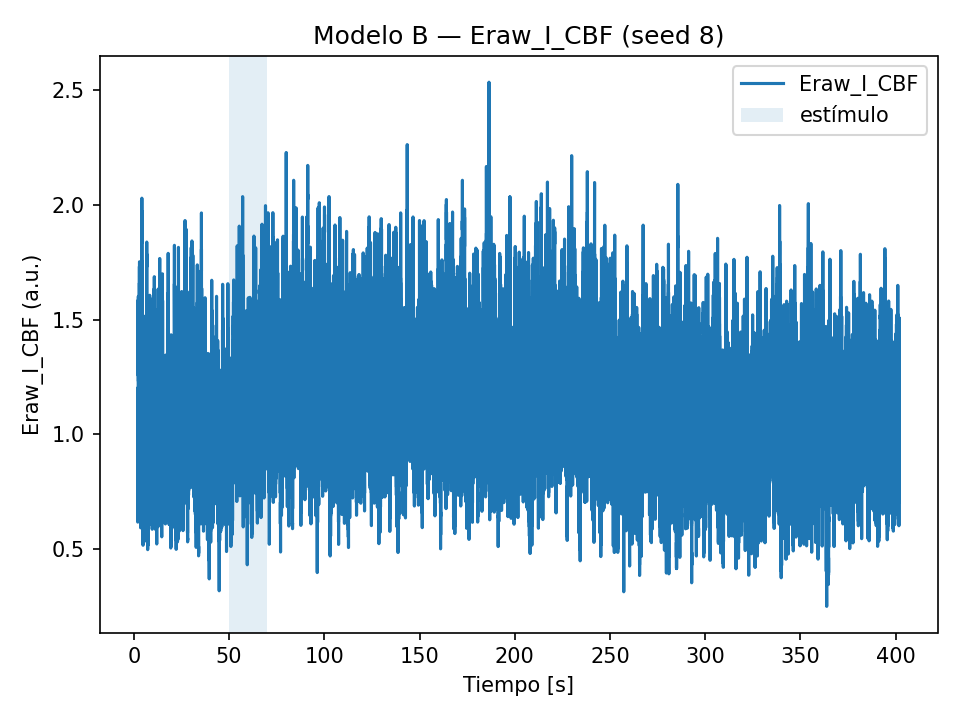 Modelo B — Eraw_I_CBF (seed 8)
Eraw_I_CBF
estímulo
Eraw_I_CBF (a.u.)
2.5
2.0
1.5
1.0
0.5
0 50 100 150 200 250 300 350 400
Tiempo [s]